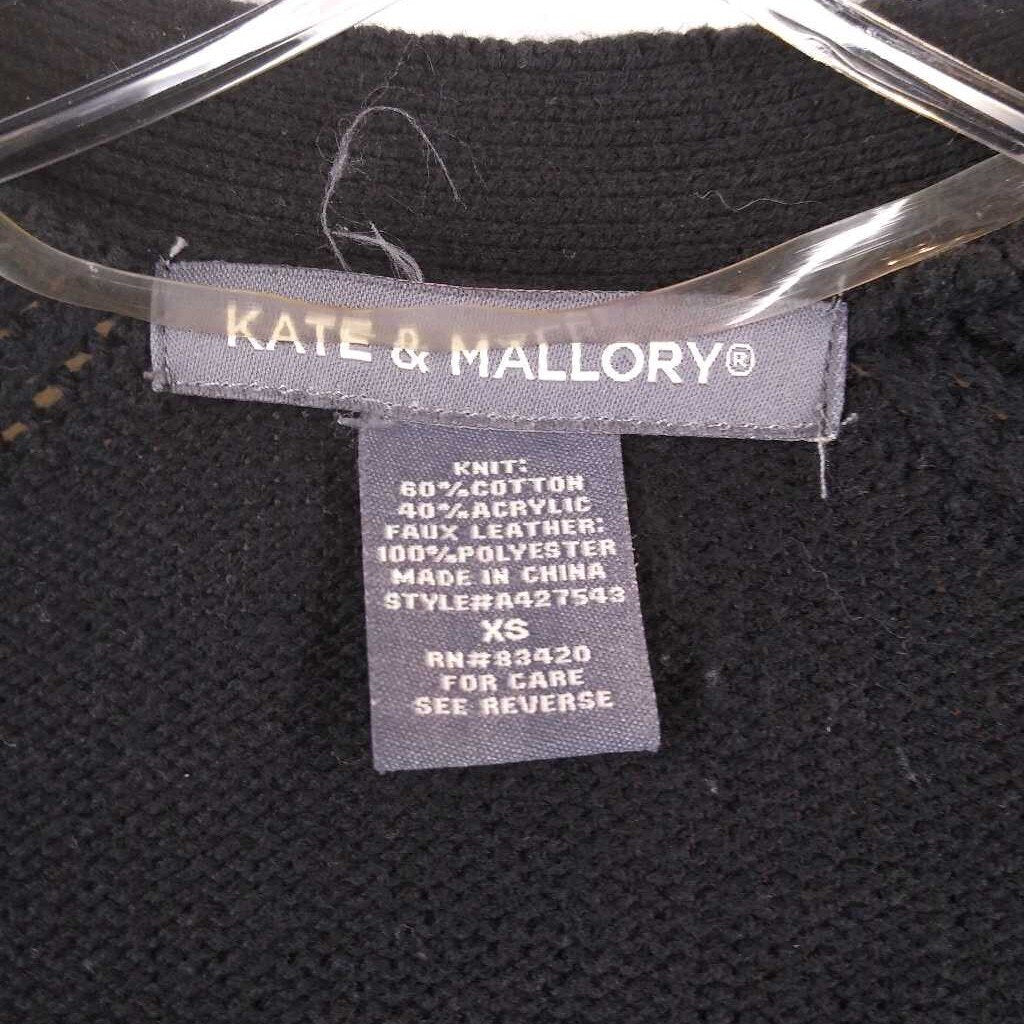 KATE & MALLORY®
KNIT:
60%COTTON
40%ACRYLIC
FAUX LEATHER:
100%POLYESTER
MADE IN CHINA
STYLE#A427543
XS
RN#83420
FOR CARE
SEE REVERSE